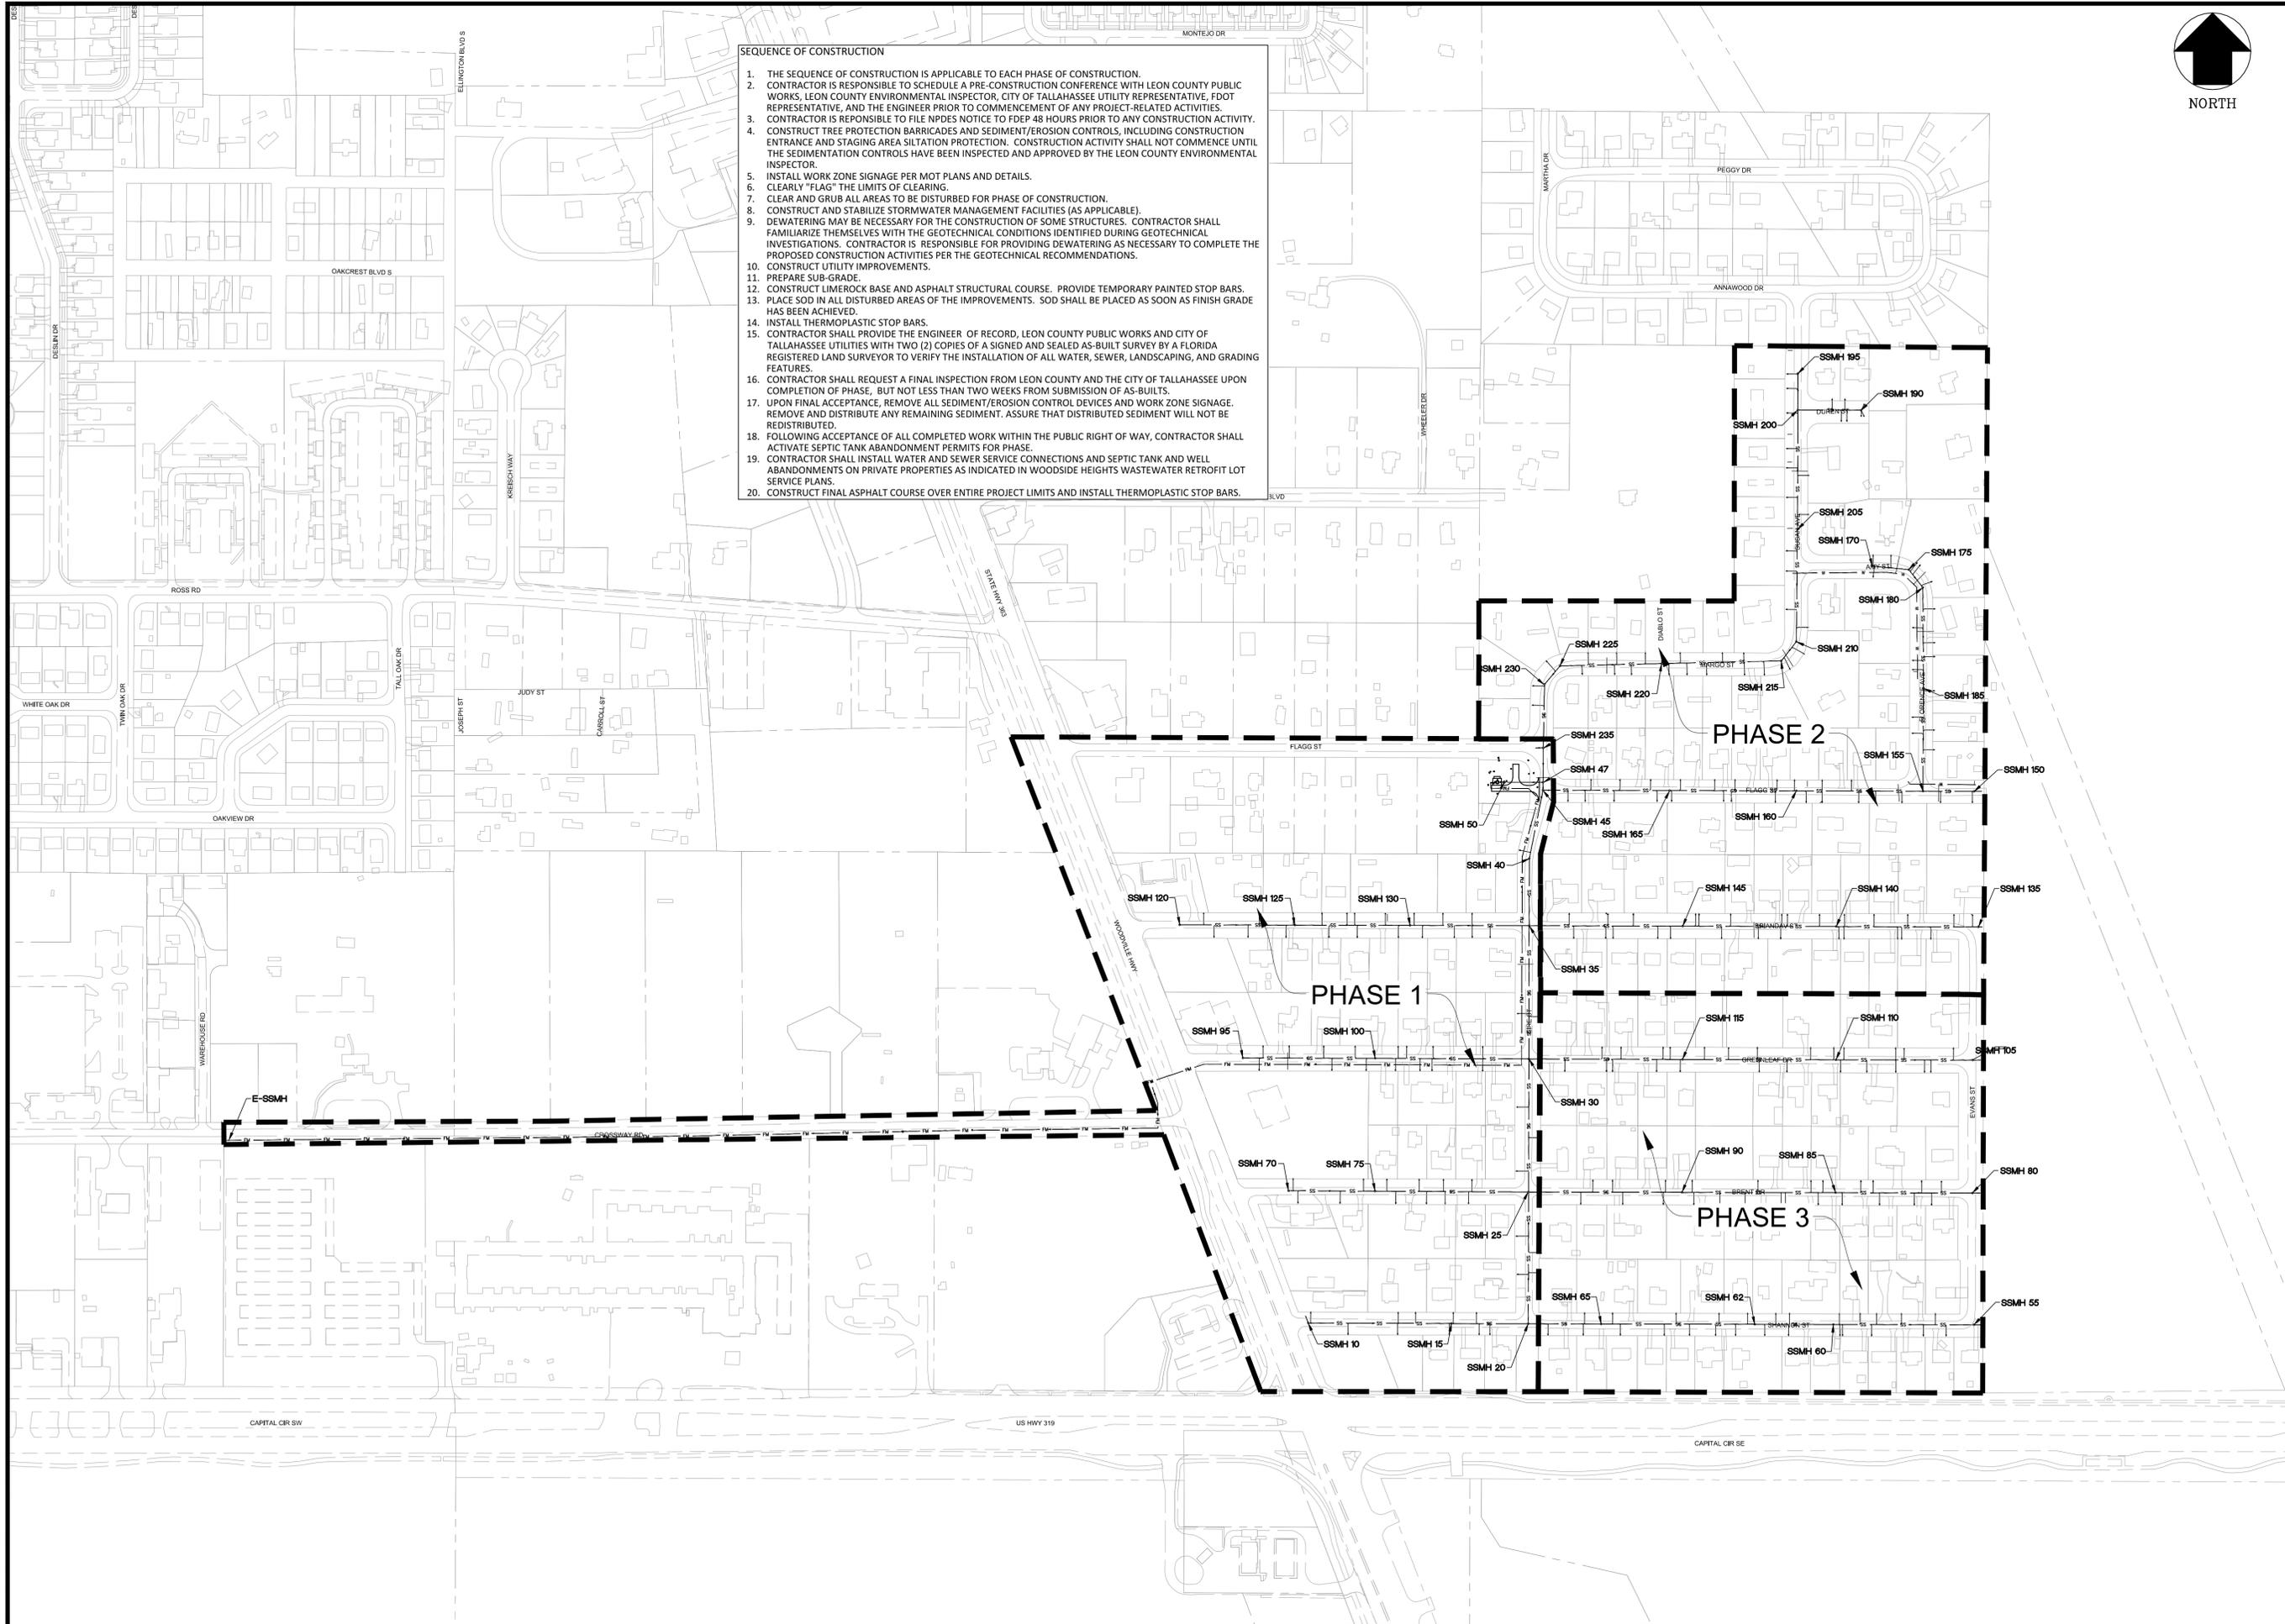 NORTH
SEQUENCE OF CONSTRUCTION
1. THE SEQUENCE OF CONSTRUCTION IS APPLICABLE TO EACH PHASE OF CONSTRUCTION.
2. CONTRACTOR IS RESPONSIBLE TO SCHEDULE A PRE-CONSTRUCTION CONFERENCE WITH LEON COUNTY PUBLIC
WORKS, LEON COUNTY ENVIRONMENTAL INSPECTOR, CITY OF TALLAHASSEE UTILITY REPRESENTATIVE, FDOT
REPRESENTATIVE, AND THE ENGINEER PRIOR TO COMMENCEMENT OF ANY PROJECT-RELATED ACTIVITIES.
3. CONTRACTOR IS REPONSIBLE TO FILE NPDES NOTICE TO FDEP 48 HOURS PRIOR TO ANY CONSTRUCTION ACTIVITY.
4. CONSTRUCT TREE PROTECTION BARRICADES AND SEDIMENT/EROSION CONTROLS, INCLUDING CONSTRUCTION
ENTRANCE AND STAGING AREA SILTATION PROTECTION. CONSTRUCTION ACTIVITY SHALL NOT COMMENCE UNTIL
THE SEDIMENTATION CONTROLS HAVE BEEN INSPECTED AND APPROVED BY THE LEON COUNTY ENVIRONMENTAL
INSPECTOR.
5. INSTALL WORK ZONE SIGNAGE PER MOT PLANS AND DETAILS.
6. CLEARLY "FLAG" THE LIMITS OF CLEARING.
7. CLEAR AND GRUB ALL AREAS TO BE DISTURBED FOR PHASE OF CONSTRUCTION.
8. CONSTRUCT AND STABILIZE STORMWATER MANAGEMENT FACILITIES (AS APPLICABLE).
9. DEWATERING MAY BE NECESSARY FOR THE CONSTRUCTION OF SOME STRUCTURES. CONTRACTOR SHALL
FAMILIARIZE THEMSELVES WITH THE GEOTECHNICAL CONDITIONS IDENTIFIED DURING GEOTECHNICAL
INVESTIGATIONS. CONTRACTOR IS RESPONSIBLE FOR PROVIDING DEWATERING AS NECESSARY TO COMPLETE THE
PROPOSED CONSTRUCTION ACTIVITIES PER THE GEOTECHNICAL RECOMMENDATIONS.
10. CONSTRUCT UTILITY IMPROVEMENTS.
11. PREPARE SUB-GRADE.
12. CONSTRUCT LIMEROCK BASE AND ASPHALT STRUCTURAL COURSE. PROVIDE TEMPORARY PAINTED STOP BARS.
13. PLACE SOD IN ALL DISTURBED AREAS OF THE IMPROVEMENTS. SOD SHALL BE PLACED AS SOON AS FINISH GRADE
HAS BEEN ACHIEVED.
14. INSTALL THERMOPLASTIC STOP BARS.
15. CONTRACTOR SHALL PROVIDE THE ENGINEER OF RECORD, LEON COUNTY PUBLIC WORKS AND CITY OF
TALLAHASSEE UTILITIES WITH TWO (2) COPIES OF A SIGNED AND SEALED AS-BUILT SURVEY BY A FLORIDA
REGISTERED LAND SURVEYOR TO VERIFY THE INSTALLATION OF ALL WATER, SEWER, LANDSCAPING, AND GRADING
FEATURES.
16. CONTRACTOR SHALL REQUEST A FINAL INSPECTION FROM LEON COUNTY AND THE CITY OF TALLAHASSEE UPON
COMPLETION OF PHASE, BUT NOT LESS THAN TWO WEEKS FROM SUBMISSION OF AS-BUILTS.
17. UPON FINAL ACCEPTANCE, REMOVE ALL SEDIMENT/EROSION CONTROL DEVICES AND WORK ZONE SIGNAGE.
REMOVE AND DISTRIBUTE ANY REMAINING SEDIMENT. ASSURE THAT DISTRIBUTED SEDIMENT WILL NOT BE
REDISTRIBUTED.
18. FOLLOWING ACCEPTANCE OF ALL COMPLETED WORK WITHIN THE PUBLIC RIGHT OF WAY, CONTRACTOR SHALL
ACTIVATE SEPTIC TANK ABANDONMENT PERMITS FOR PHASE.
19. CONTRACTOR SHALL INSTALL WATER AND SEWER SERVICE CONNECTIONS AND SEPTIC TANK AND WELL
ABANDONMENTS ON PRIVATE PROPERTIES AS INDICATED IN WOODSIDE HEIGHTS WASTEWATER RETROFIT LOT
SERVICE PLANS.
20. CONSTRUCT FINAL ASPHALT COURSE OVER ENTIRE PROJECT LIMITS AND INSTALL THERMOPLASTIC STOP BARS.
MONTEJO DR
ELLINGTON BLVD S
MARTHA DR
PEGGY DR
OAKCREST BLVD S
ANNAWOOD DR
DESLIN DR
WHEELER DR
KREISCH WAY
BLVD
SSMH 195
SSMH 190
SSMH 200
SSMH 205
SUSAN AVE
SSMH 170
SSMH 175
AMY ST
SSMH 180
ROSS RD
STATE HWY 363
DIABLO ST
SSMH 225
SSMH 210
SSMH 230
MARGO ST
SSMH 220
SSMH 215
SSMH 185
FLORENCE AVE
TALL OAK DR
TWIN OAK DR
WHITE OAK DR
JOSEPH ST
JUDY ST
CARROLL ST
PHASE 2
SSMH 235
FLAGG ST
SSMH 155
SSMH 150
SSMH 47
FLAGG ST
SSMH 50
SSMH 45
SSMH 165
SSMH 160
OAKVIEW DR
SSMH 40
SSMH 120
SSMH 125
SSMH 130
SSMH 145
SSMH 140
SSMH 135
WOODVILLE HWY
SSMH 35
PHASE 1
SSMH 95
SSMH 100
SSMH 115
SSMH 110
GREENLEAF DR
SSMH 105
WAREHOUSE RD
E-SSMH
SSMH 30
EVANS ST
CROSSWAY RD
SSMH 70
SSMH 75
SSMH 90
SSMH 85
SSMH 80
BRENT DR
PHASE 3
SSMH 25
SSMH 65
SSMH 62
SSMH 55
SHANNON ST
SSMH 10
SSMH 15
SSMH 20
SSMH 60
CAPITAL CIR SW
US HWY 319
CAPITAL CIR SE